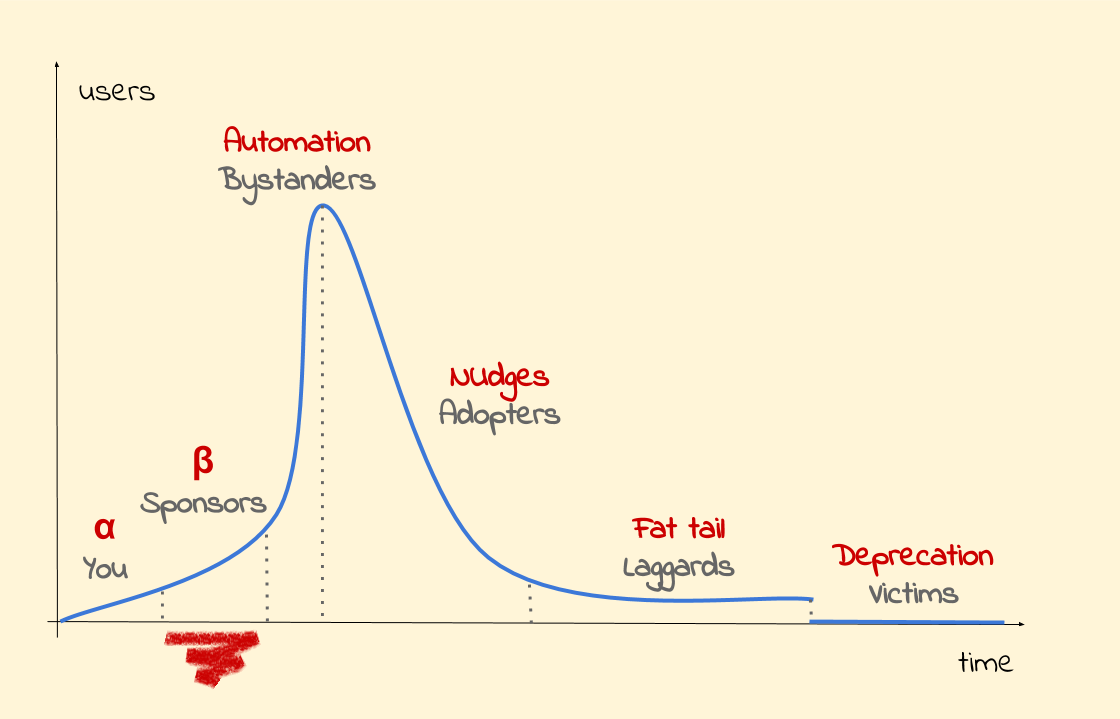 users
Automation
Bystanders
Nudges
Adopters
β
Sponsors
α
You
Fat tail
Laggards
Deprecation
Victims
time